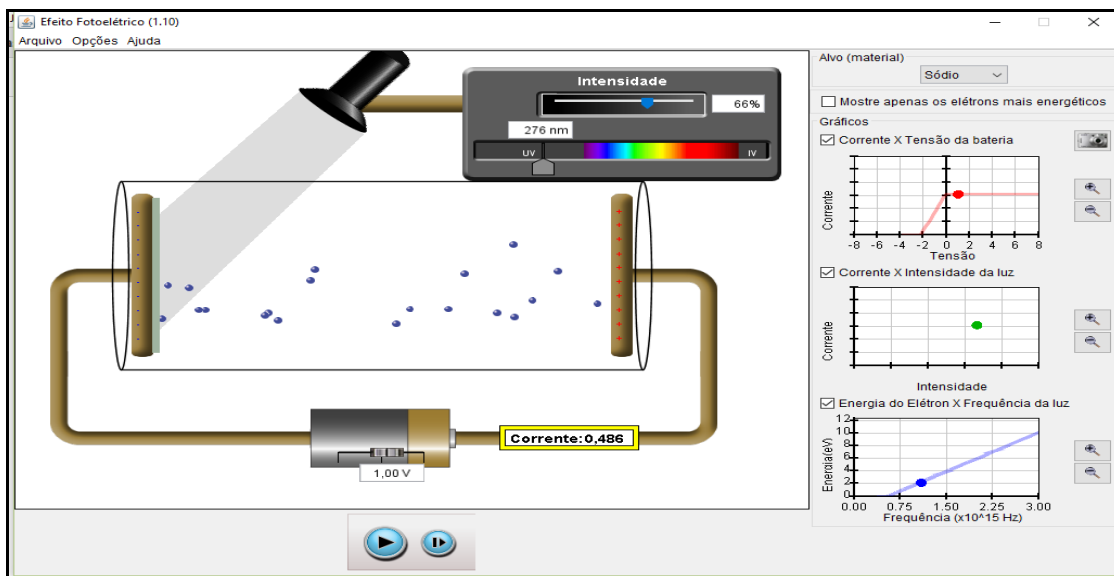 Efeito Fotoelétrico (1.10)
Arquivo Opções Ajuda
Intensidade
66%
276 nm
UV
IV
Corrente:0,486
1,00 V
Alvo (material)
Sódio
Mostre apenas os elétrons mais energéticos
Gráficos
Corrente X Tensão da bateria
Corrente
-8 -6 -4 -2 0 2 4 6 8
Tensão
Corrente X Intensidade da luz
Corrente
Intensidade
Energia do Elétron X Frequência da luz
Energia(eV)
12
10
8
6
4
2
0
0.00 0.75 1.50 2.25 3.00
Frequência (x10^15 Hz)